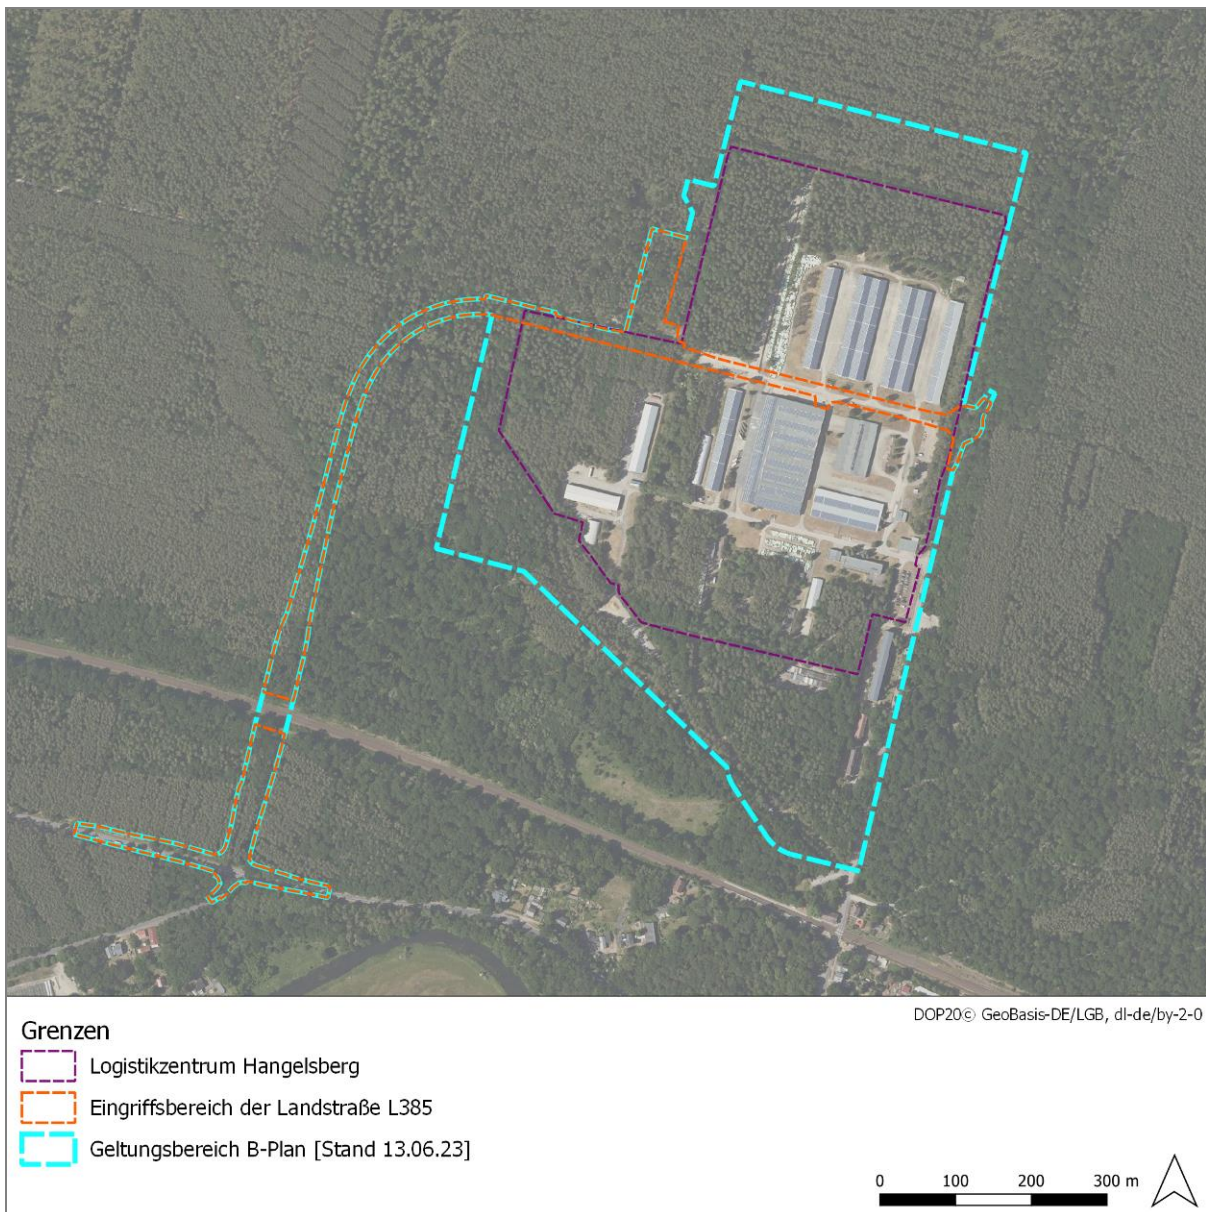 DOP20© GeoBasis-DE/LGB, dl-de/by-2-0
Grenzen
Logistikzentrum Hangelsberg
Eingriffsbereich der Landstraße L385
Geltungsbereich B-Plan [Stand 13.06.23]
0 100 200 300 m